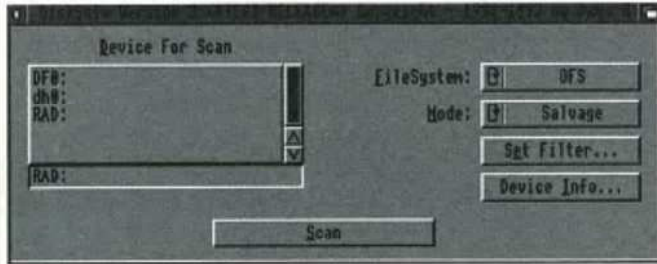 Device For Scan
DF0:
dh0:
RAD:
RAD:
FileSystem: OFS
Mode: Salvage
Set Filter...
Device Info...
Scan